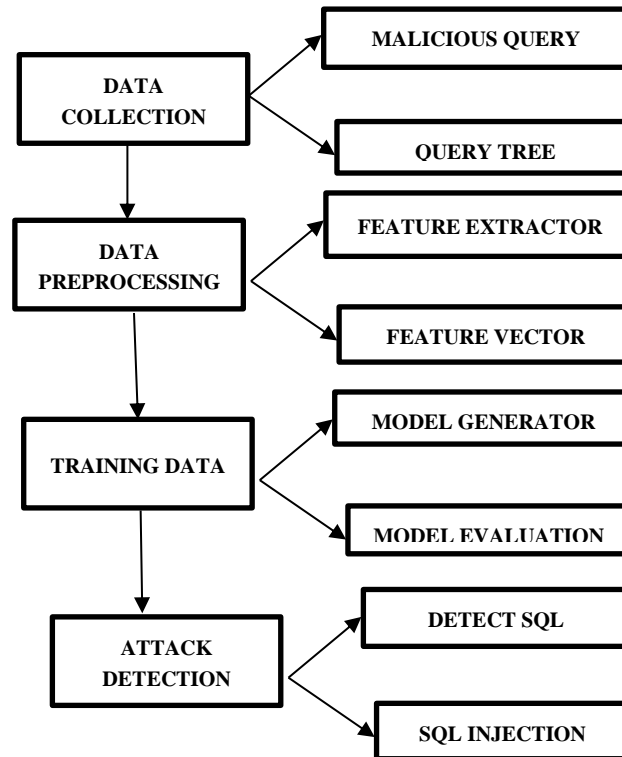 MALICIOUS QUERY
DATA
COLLECTION
QUERY TREE
FEATURE EXTRACTOR
DATA
PREPROCESSING
FEATURE VECTOR
MODEL GENERATOR
TRAINING DATA
MODEL EVALUATION
DETECT SQL
ATTACK
DETECTION
SQL INJECTION